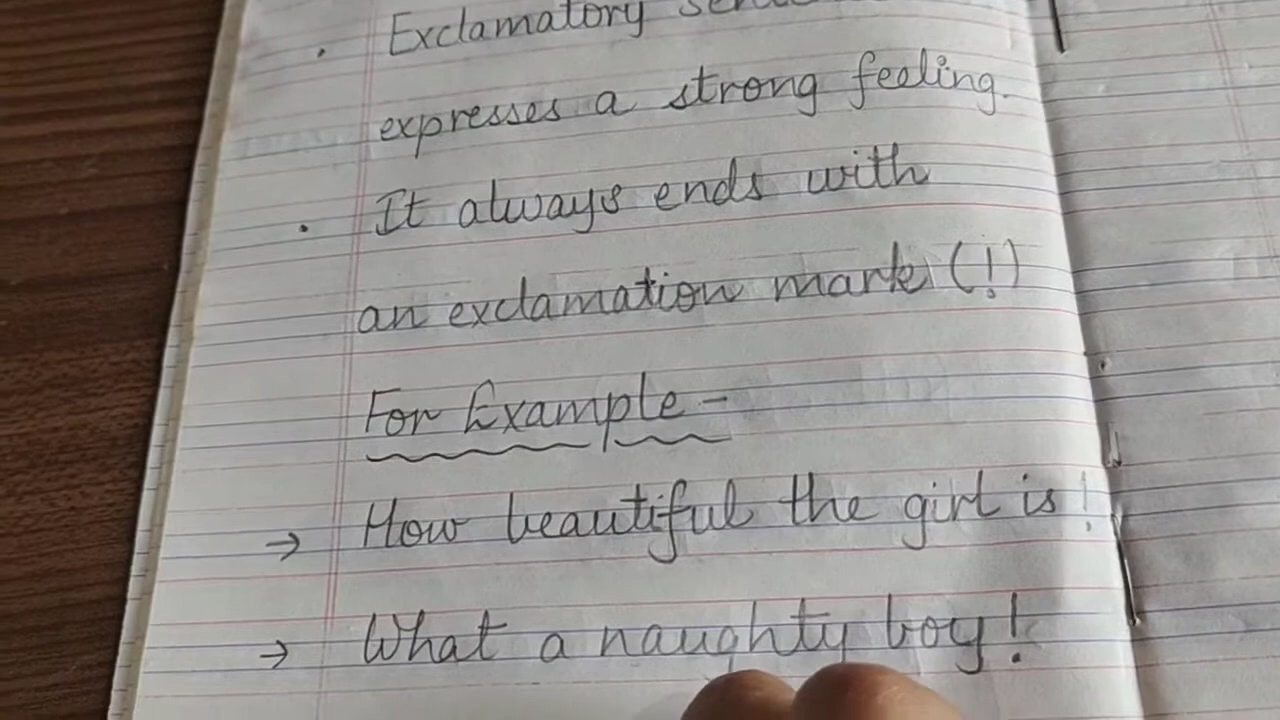 . Exclamatory
expresses a strong feeling.
. It always ends with
an exclamation mark (!)
For Example -
→ How beautiful the girl is!
→ What a naughty boy!